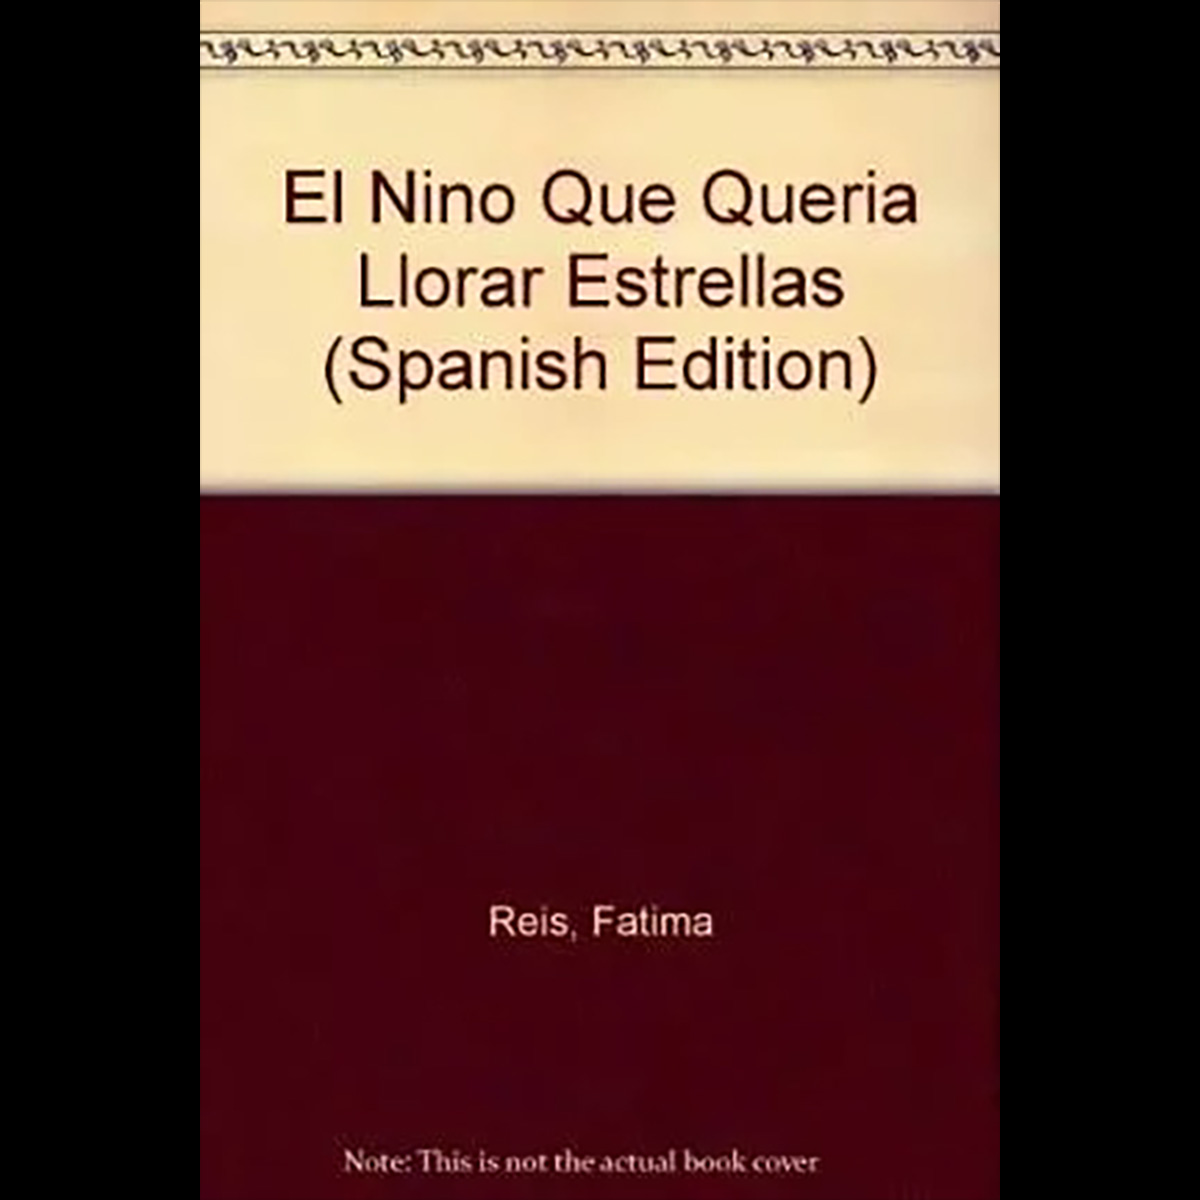 El Nino Que Queria
Llorar Estrellas
(Spanish Edition)
Reis, Fatima
Note: This is not the actual book cover